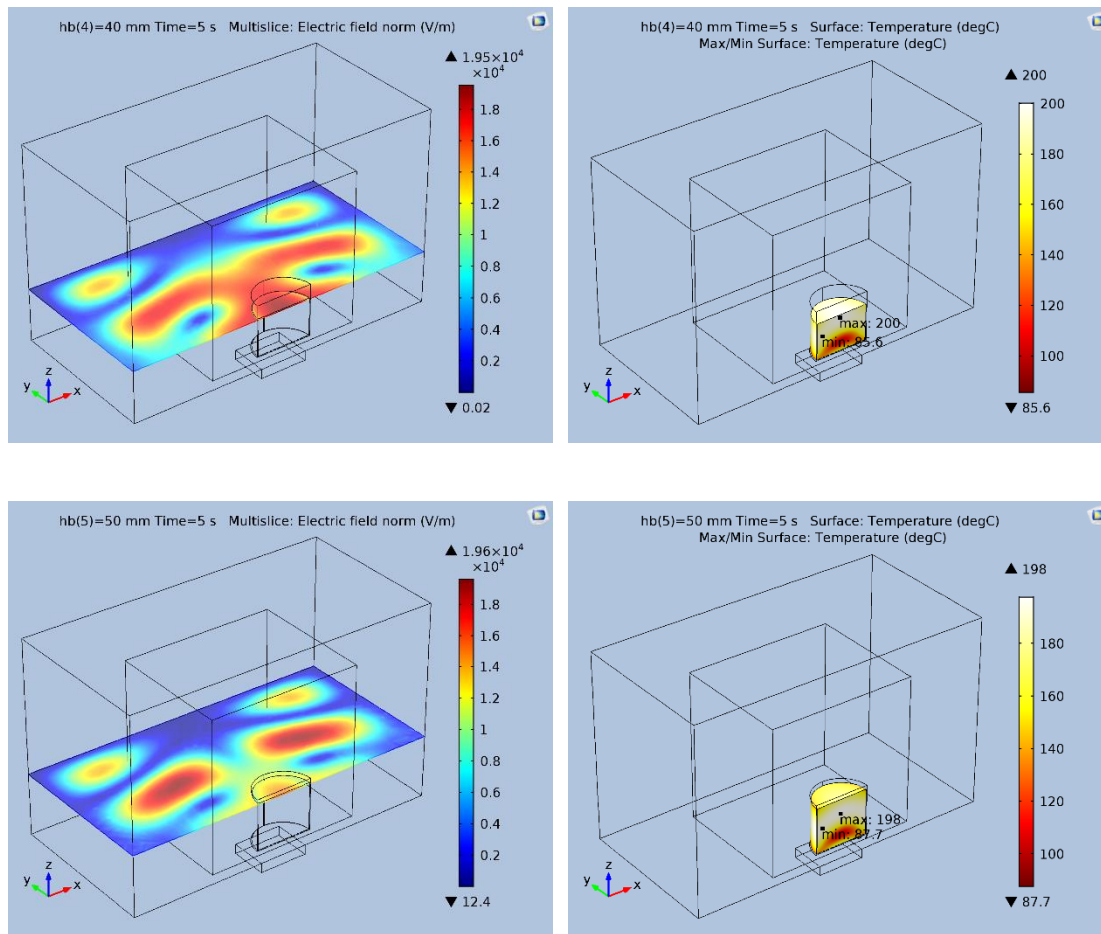 hb(4)=40 mm Time=5 s Multislice: Electric field norm (V/m)
▲ 1.95×10⁴
×10⁴
1.8
1.6
1.4
1.2
1
0.8
0.6
0.4
0.2
▼ 0.02
y z x
hb(4)=40 mm Time=5 s Surface: Temperature (degC)
Max/Min Surface: Temperature (degC)
▲ 200
200
180
160
140
120
100
▼ 85.6
max: 200
min: 85.6
y z x
hb(5)=50 mm Time=5 s Multislice: Electric field norm (V/m)
▲ 1.96×10⁴
×10⁴
1.8
1.6
1.4
1.2
1
0.8
0.6
0.4
0.2
▼ 12.4
y z x
hb(5)=50 mm Time=5 s Surface: Temperature (degC)
Max/Min Surface: Temperature (degC)
▲ 198
180
160
140
120
100
▼ 87.7
max: 198
min: 87.7
y z x